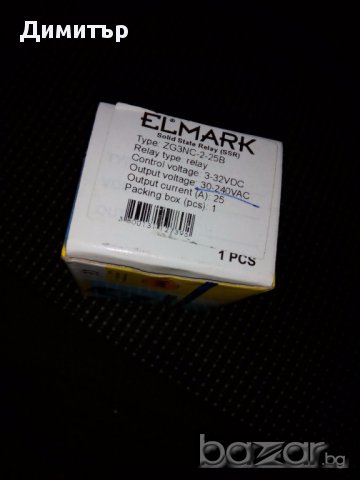 Димитър
ELMARK
Solid State Relay (SSR)
Type: ZG3NC-2-25B
Relay type: relay
Control voltage: 3-32VDC
Output voltage: 30-240VAC
Output current (A): 25
Packing box (pcs): 1
1 PCS
bazar.bg